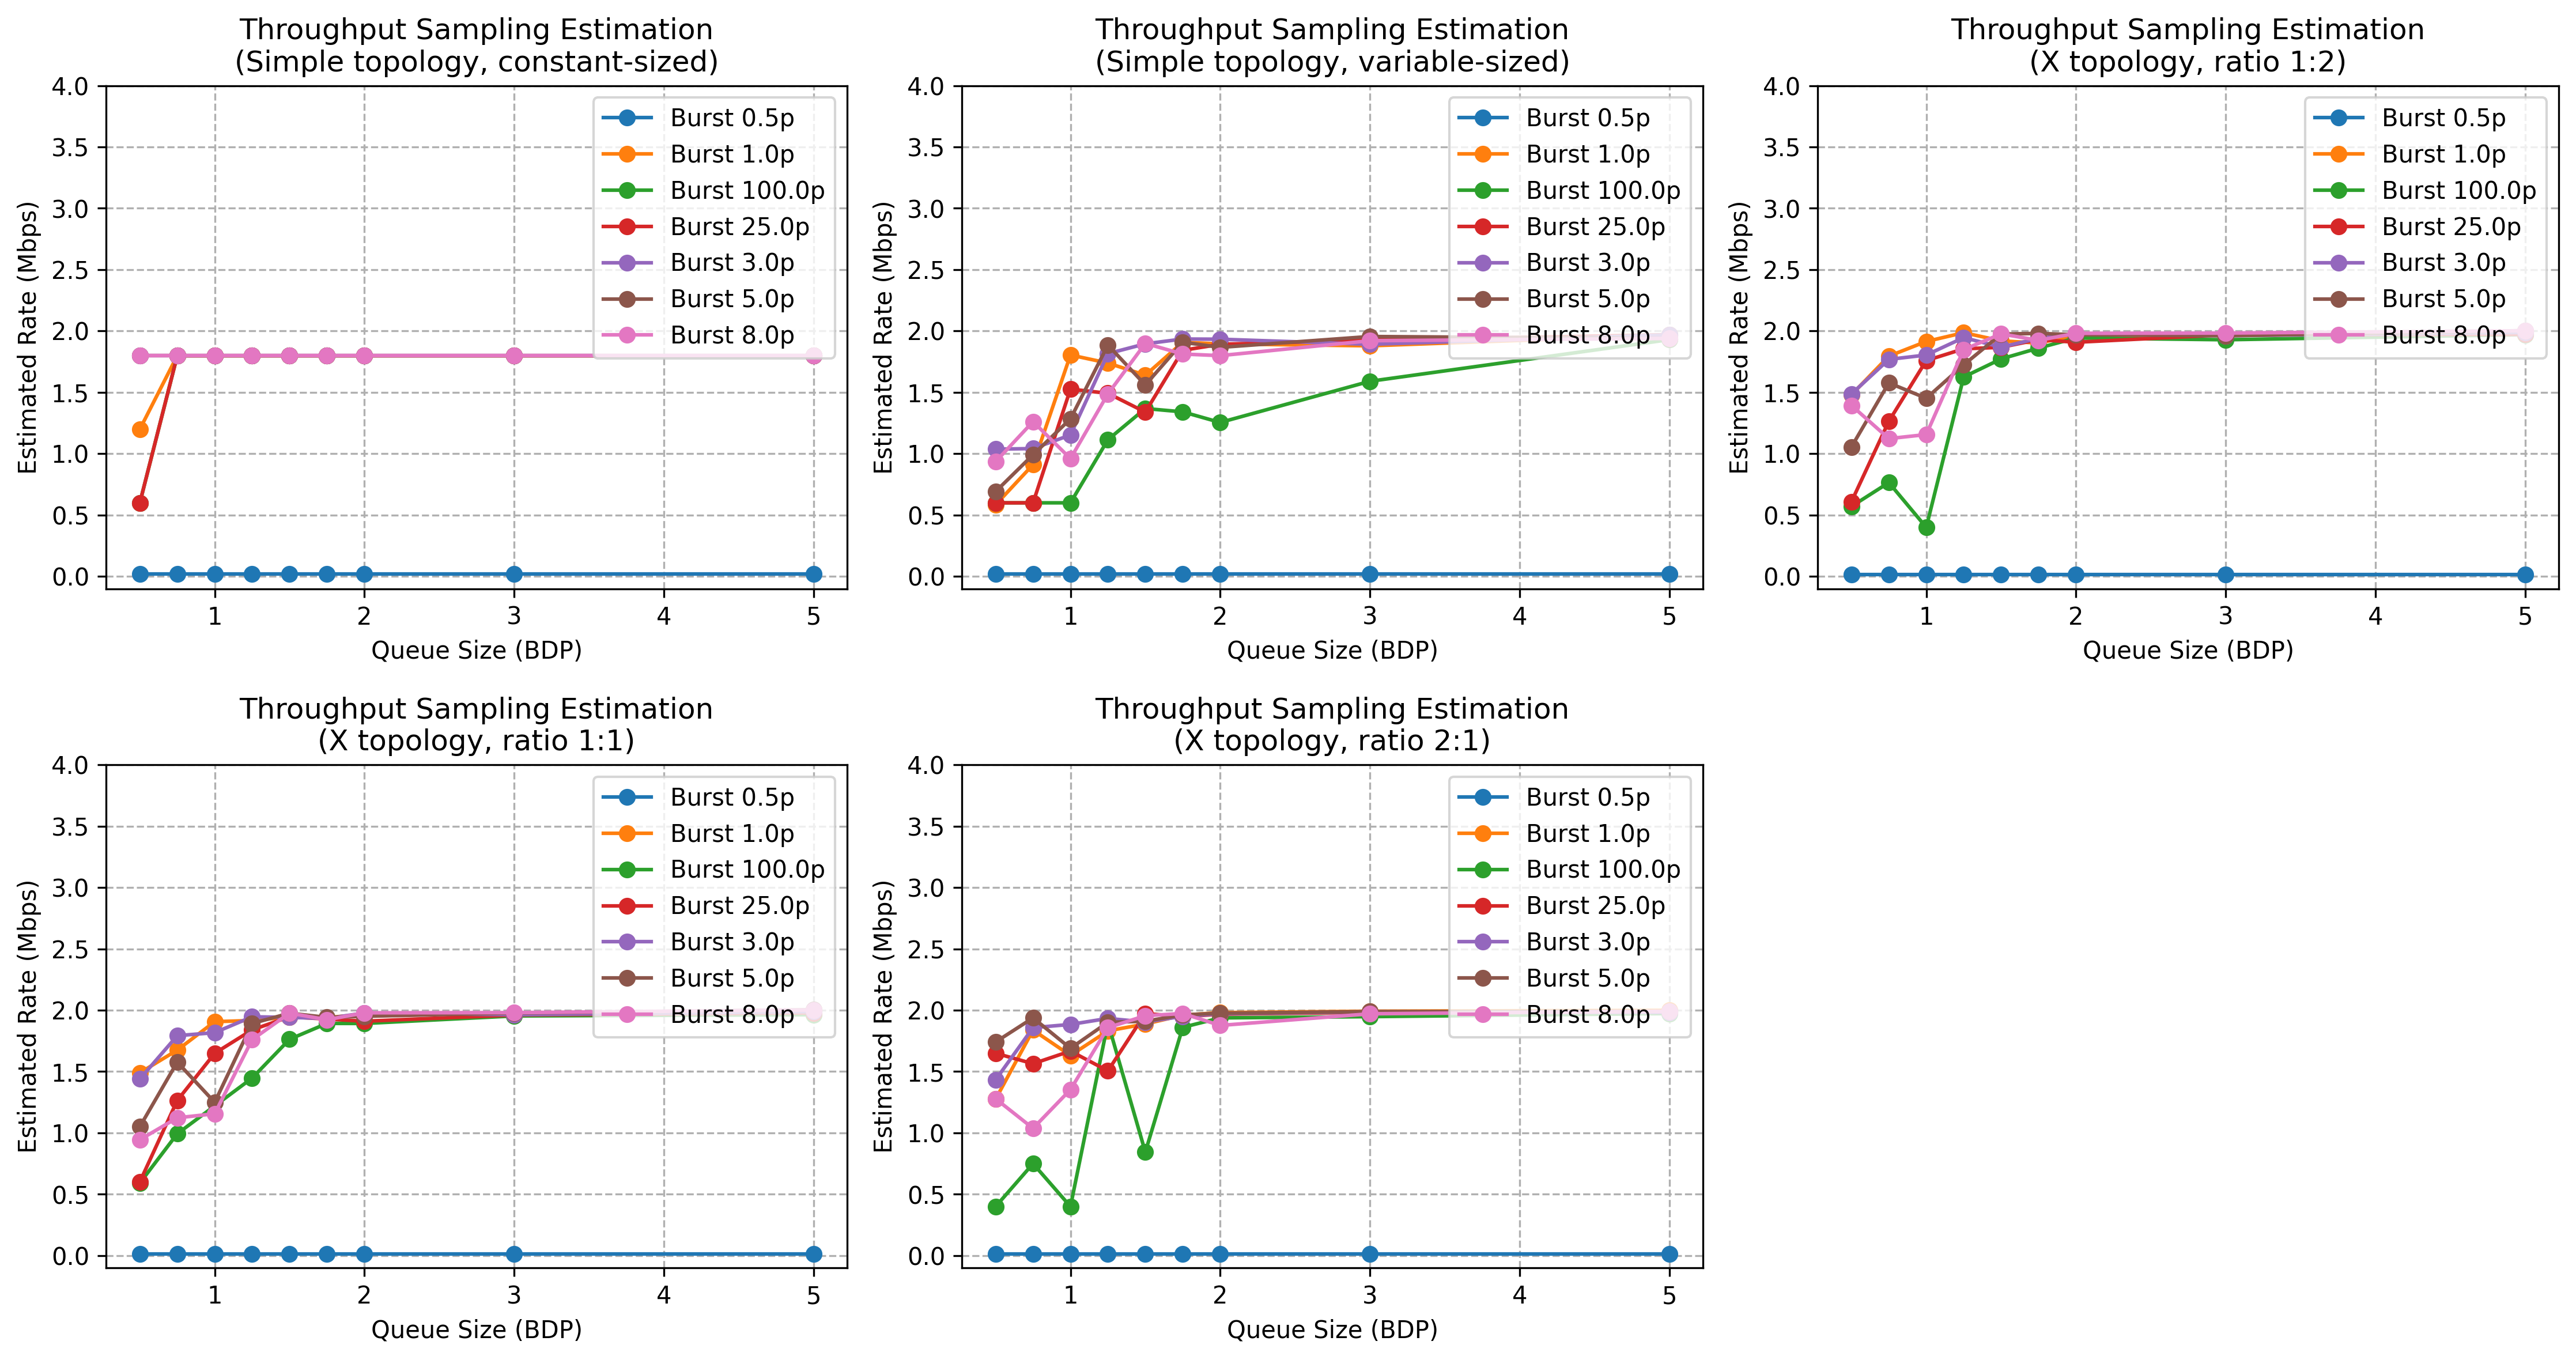 Throughput Sampling Estimation
(Simple topology, constant-sized)
4.0
3.5
3.0
2.5
2.0
1.5
1.0
0.5
0.0
Estimated Rate (Mbps)
1 2 3 4 5
Queue Size (BDP)
Burst 0.5p
Burst 1.0p
Burst 100.0p
Burst 25.0p
Burst 3.0p
Burst 5.0p
Burst 8.0p
Throughput Sampling Estimation
(Simple topology, variable-sized)
4.0
3.5
3.0
2.5
2.0
1.5
1.0
0.5
0.0
Estimated Rate (Mbps)
1 2 3 4 5
Queue Size (BDP)
Burst 0.5p
Burst 1.0p
Burst 100.0p
Burst 25.0p
Burst 3.0p
Burst 5.0p
Burst 8.0p
Throughput Sampling Estimation
(X topology, ratio 1:2)
4.0
3.5
3.0
2.5
2.0
1.5
1.0
0.5
0.0
Estimated Rate (Mbps)
1 2 3 4 5
Queue Size (BDP)
Burst 0.5p
Burst 1.0p
Burst 100.0p
Burst 25.0p
Burst 3.0p
Burst 5.0p
Burst 8.0p
Throughput Sampling Estimation
(X topology, ratio 1:1)
4.0
3.5
3.0
2.5
2.0
1.5
1.0
0.5
0.0
Estimated Rate (Mbps)
1 2 3 4 5
Queue Size (BDP)
Burst 0.5p
Burst 1.0p
Burst 100.0p
Burst 25.0p
Burst 3.0p
Burst 5.0p
Burst 8.0p
Throughput Sampling Estimation
(X topology, ratio 2:1)
4.0
3.5
3.0
2.5
2.0
1.5
1.0
0.5
0.0
Estimated Rate (Mbps)
1 2 3 4 5
Queue Size (BDP)
Burst 0.5p
Burst 1.0p
Burst 100.0p
Burst 25.0p
Burst 3.0p
Burst 5.0p
Burst 8.0p